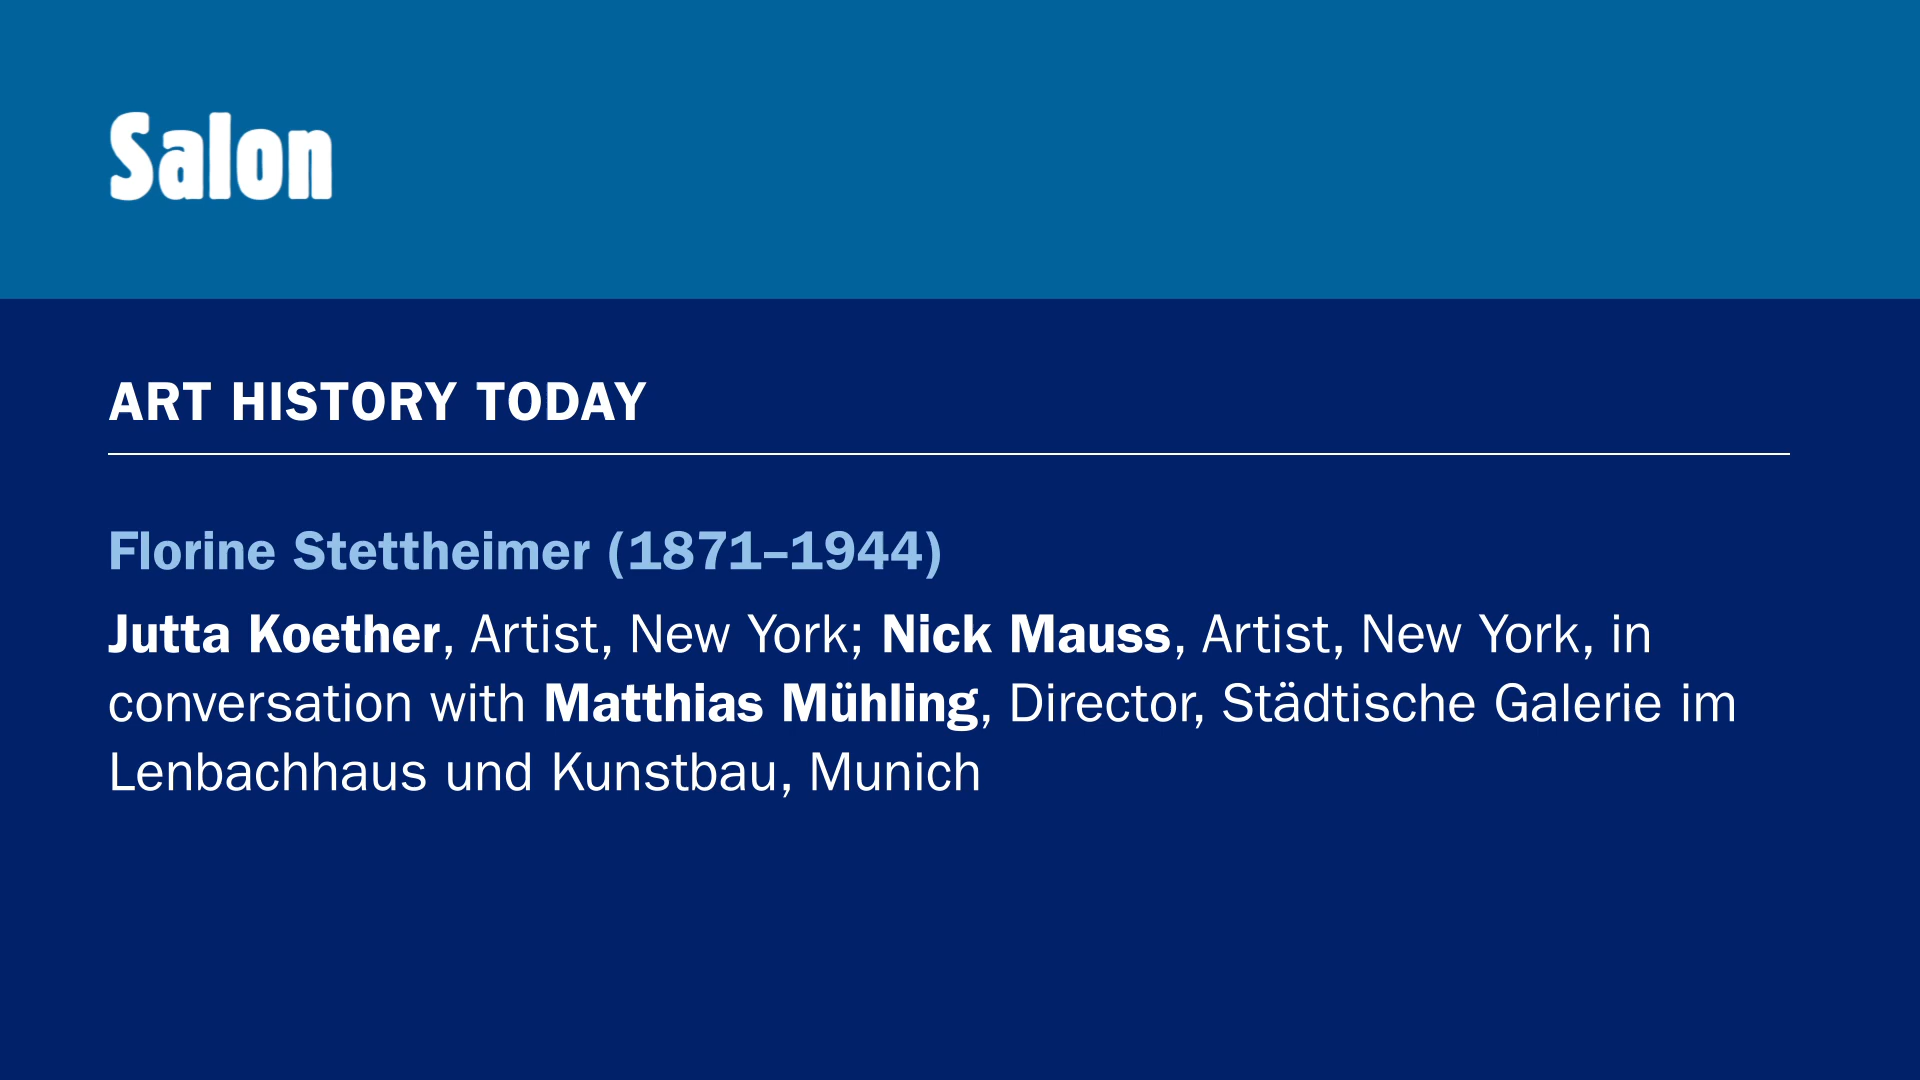 Salon
ART HISTORY TODAY
Florine Stettheimer (1871–1944)
Jutta Koether, Artist, New York; Nick Mauss, Artist, New York, in
conversation with Matthias Mühling, Director, Städtische Galerie im
Lenbachhaus und Kunstbau, Munich